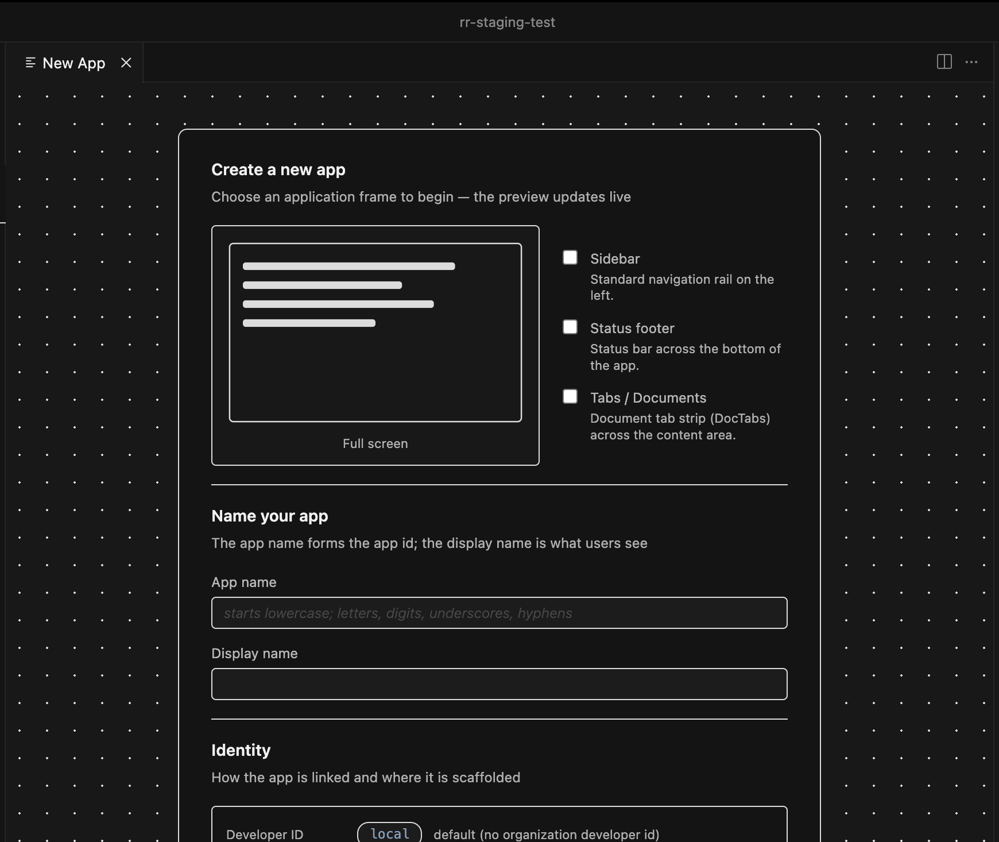 rr-staging-test
New App
Create a new app
Choose an application frame to begin — the preview updates live
Full screen
Sidebar
Standard navigation rail on the
left.
Status footer
Status bar across the bottom of
the app.
Tabs / Documents
Document tab strip (DocTabs)
across the content area.
Name your app
The app name forms the app id; the display name is what users see
App name
starts lowercase; letters, digits, underscores, hyphens
Display name
Identity
How the app is linked and where it is scaffolded
Developer ID local default (no organization developer id)